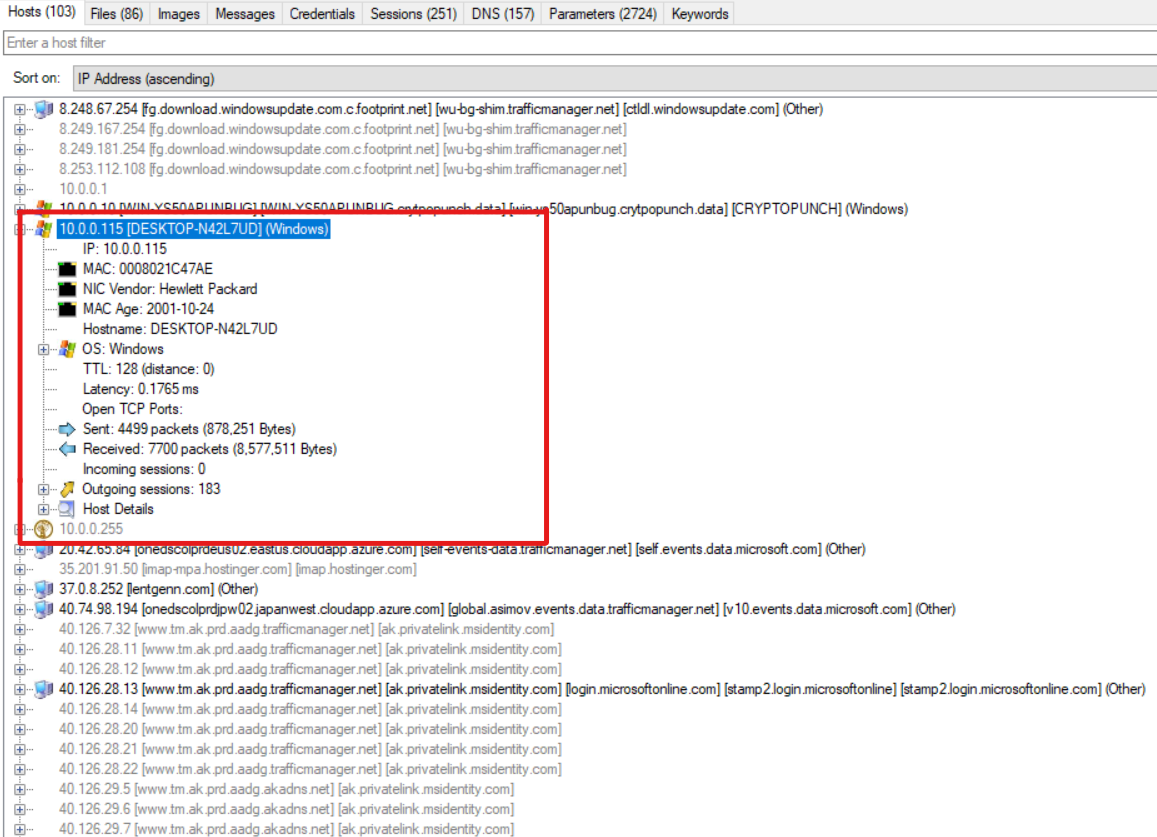 Hosts (103) Files (86) Images Messages Credentials Sessions (251) DNS (157) Parameters (2724) Keywords
Enter a host filter
Sort on: IP Address (ascending)
8.248.67.254 [fg.download.windowsupdate.com.c.footprint.net] [wu-bg-shim.trafficmanager.net] [ctldl.windowsupdate.com] (Other)
8.249.167.254 [fg.download.windowsupdate.com.c.footprint.net] [wu-bg-shim.trafficmanager.net]
8.249.181.254 [fg.download.windowsupdate.com.c.footprint.net] [wu-bg-shim.trafficmanager.net]
8.253.112.108 [fg.download.windowsupdate.com.c.footprint.net] [wu-bg-shim.trafficmanager.net]
10.0.0.1
10.0.0.10 [WIN-YS50APUNBUG] [WIN-YS50APUNBUG.crytpopunch.data] [win-ys50apunbug.crytpopunch.data] [CRYPTOPUNCH] (Windows)
10.0.0.115 [DESKTOP-N42L7UD] (Windows)
IP: 10.0.0.115
MAC: 0008021C47AE
NIC Vendor: Hewlett Packard
MAC Age: 2001-10-24
Hostname: DESKTOP-N42L7UD
OS: Windows
TTL: 128 (distance: 0)
Latency: 0.1765 ms
Open TCP Ports:
Sent: 4499 packets (878,251 Bytes)
Received: 7700 packets (8,577,511 Bytes)
Incoming sessions: 0
Outgoing sessions: 183
Host Details
10.0.0.255
20.42.65.84 [onedscolprdeus02.eastus.cloudapp.azure.com] [self-events-data.trafficmanager.net] [self.events.data.microsoft.com] (Other)
35.201.91.50 [imap-mpa.hostinger.com] [imap.hostinger.com]
37.0.8.252 [lentgenn.com] (Other)
40.74.98.194 [onedscolprdjpw02.japanwest.cloudapp.azure.com] [global.asimov.events.data.trafficmanager.net] [v10.events.data.microsoft.com] (Other)
40.126.7.32 [www.tm.ak.prd.aadg.trafficmanager.net] [ak.privatelink.msidentity.com]
40.126.28.11 [www.tm.ak.prd.aadg.trafficmanager.net] [ak.privatelink.msidentity.com]
40.126.28.12 [www.tm.ak.prd.aadg.trafficmanager.net] [ak.privatelink.msidentity.com]
40.126.28.13 [www.tm.ak.prd.aadg.trafficmanager.net] [ak.privatelink.msidentity.com] [login.microsoftonline.com] [stamp2.login.microsoftonline] [stamp2.login.microsoftonline.com] (Other)
40.126.28.14 [www.tm.ak.prd.aadg.trafficmanager.net] [ak.privatelink.msidentity.com]
40.126.28.20 [www.tm.ak.prd.aadg.trafficmanager.net] [ak.privatelink.msidentity.com]
40.126.28.21 [www.tm.ak.prd.aadg.trafficmanager.net] [ak.privatelink.msidentity.com]
40.126.28.22 [www.tm.ak.prd.aadg.trafficmanager.net] [ak.privatelink.msidentity.com]
40.126.29.5 [www.tm.ak.prd.aadg.akadns.net] [ak.privatelink.msidentity.com]
40.126.29.6 [www.tm.ak.prd.aadg.akadns.net] [ak.privatelink.msidentity.com]
40.126.29.7 [www.tm.ak.prd.aadg.akadns.net] [ak.privatelink.msidentity.com]